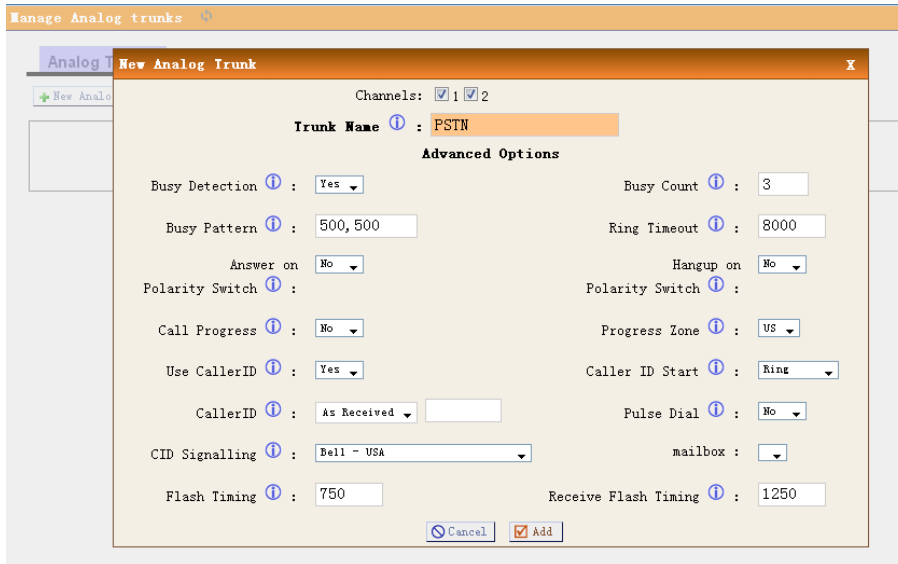 Manage Analog trunks
Analog T
New Analog Trunk X
New Analo
Channels: 1 2
Trunk Name : PSTN
Advanced Options
Busy Detection : Yes Busy Count : 3
Busy Pattern : 500,500 Ring Timeout : 8000
Answer on No Hangup on No
Polarity Switch : Polarity Switch :
Call Progress : No Progress Zone : US
Use CallerID : Yes Caller ID Start : Ring
CallerID : As Received Pulse Dial : No
CID Signalling : Bell - USA mailbox :
Flash Timing : 750 Receive Flash Timing : 1250
Cancel Add